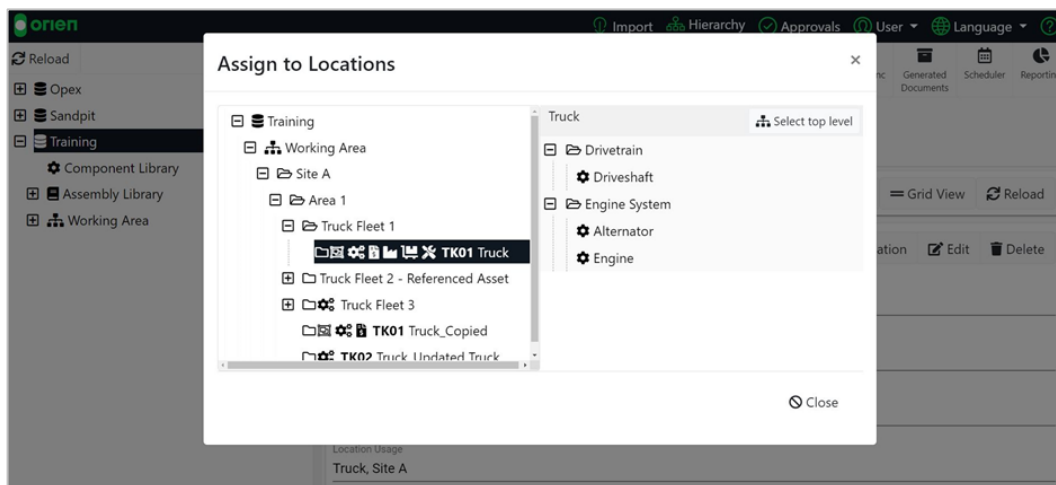 orien
Import
Hierarchy
Approvals
User
Language
Reload
Opex
Sandpit
Training
Component Library
Assembly Library
Working Area
nc
Generated
Documents
Scheduler
Reportin
Grid View
Reload
ation
Edit
Delete
Assign to Locations
×
Training
Working Area
Site A
Area 1
Truck Fleet 1
TK01 Truck
Truck Fleet 2 - Referenced Asset
Truck Fleet 3
TK01 Truck_Copied
TK02 Truck_Updated Truck
Truck
Select top level
Drivetrain
Driveshaft
Engine System
Alternator
Engine
Close
Location Usage
Truck, Site A